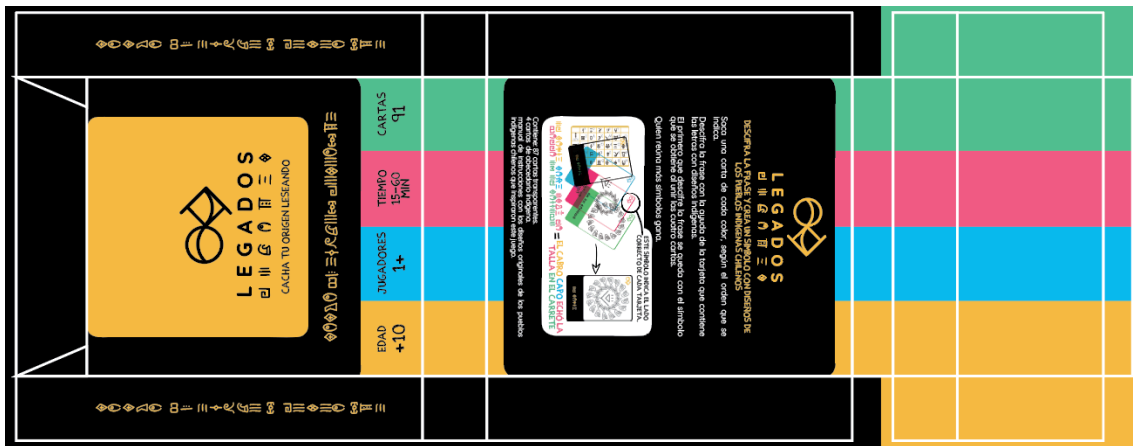 LEGADOS
CACHA TU ORIGEN LESEANDO
CARTAS
91
TIEMPO
15-60
MIN
JUGADORES
1+
EDAD
+10
LEGADOS
DESCIFRA LA FRASE Y CREA UN SÍMBOLO CON DISEÑOS DE
LOS PUEBLOS INDÍGENAS CHILENOS
Saca una carta de cada color, según el orden que se
indica.
Descifra la frase con la ayuda de la tarjeta que contiene
las letras con diseños indígenas.
El primero que descifra la frase se queda con el símbolo
que se obtiene al unir las cuatro cartas.
Quien reúna más símbolos gana.
ESTE SÍMBOLO INDICA EL LADO
CORRECTO DE CADA TARJETA.
= EL CABRO CAPO ECHÓ LA
TALLA EN EL CARRETE
Contiene: 87 cartas transparentes.
4 cartas de abecedario indígena.
manual de instrucciones con los diseños originales de los pueblos
indígenas chilenos que inspiraron este juego.